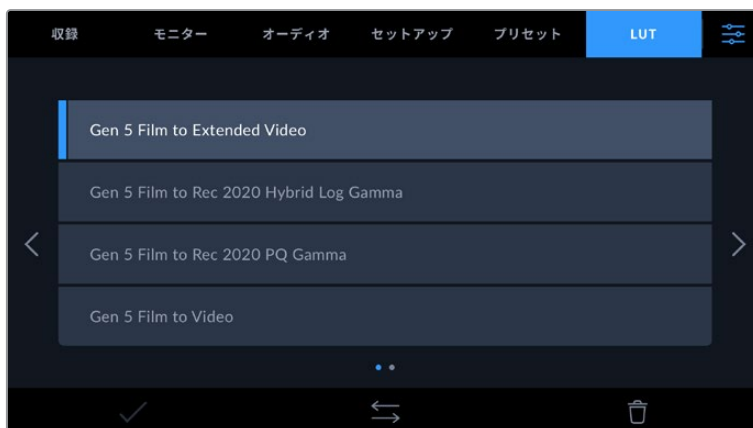 収録 モニター オーディオ セットアップ プリセット LUT
Gen 5 Film to Extended Video
Gen 5 Film to Rec 2020 Hybrid Log Gamma
Gen 5 Film to Rec 2020 PQ Gamma
Gen 5 Film to Video